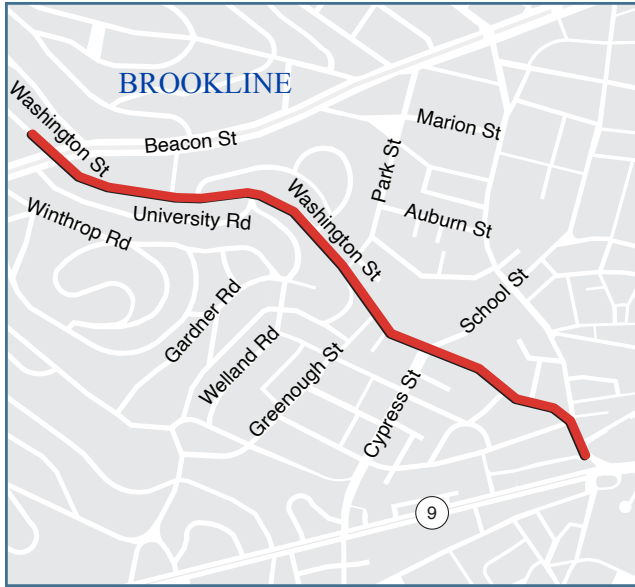 BROOKLINE
Washington St
Beacon St
Marion St
Park St
Washington St
University Rd
Winthrop Rd
Auburn St
Gardner Rd
School St
Welland Rd
Greenough St
Cypress St
9